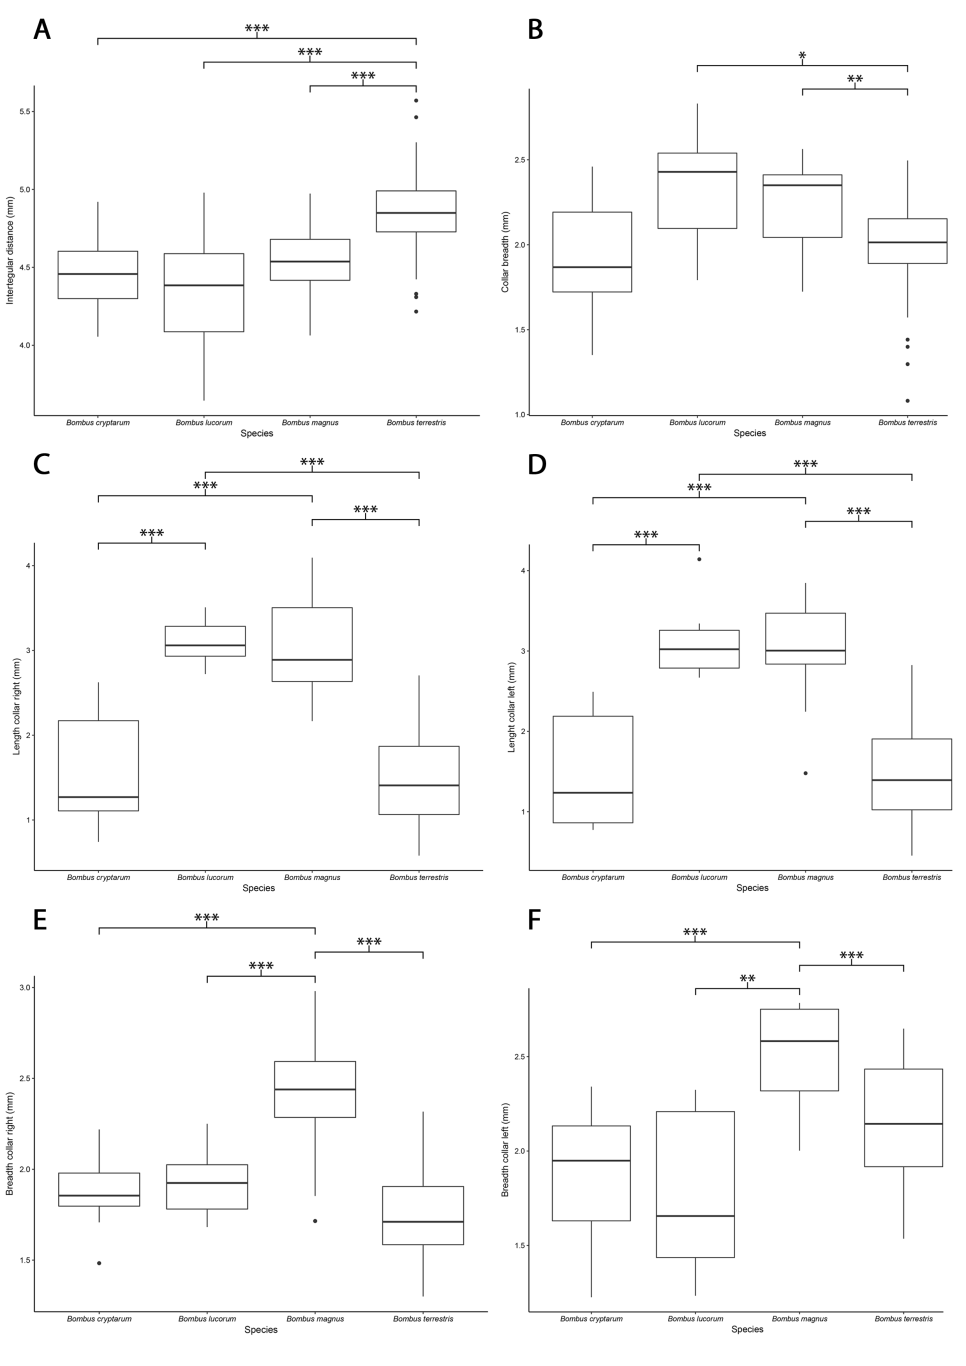 A
***
***
***
5.5
5.0
4.5
4.0
Intertegular distance (mm)
Bombus cryptarum Bombus lucorum Bombus magnus Bombus terrestris
Species
B
*
**
2.5
2.0
1.5
1.0
Collar breadth (mm)
Bombus cryptarum Bombus lucorum Bombus magnus Bombus terrestris
Species
C
***
***
***
***
4
3
2
1
Length collar right (mm)
Bombus cryptarum Bombus lucorum Bombus magnus Bombus terrestris
Species
D
***
***
***
***
4
3
2
1
Lenght collar left (mm)
Bombus cryptarum Bombus lucorum Bombus magnus Bombus terrestris
Species
E
***
***
***
3.0
2.5
2.0
1.5
Breadth collar right (mm)
Bombus cryptarum Bombus lucorum Bombus magnus Bombus terrestris
Species
F
***
***
**
2.5
2.0
1.5
Breadth collar left (mm)
Bombus cryptarum Bombus lucorum Bombus magnus Bombus terrestris
Species